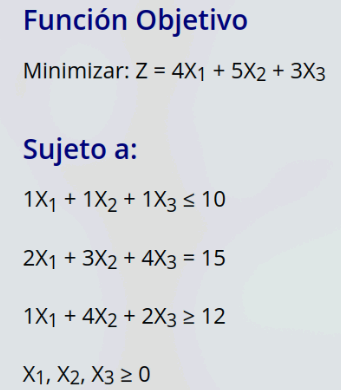 Función Objetivo
Minimizar: Z = 4X₁ + 5X₂ + 3X₃
Sujeto a:
1X₁ + 1X₂ + 1X₃ ≤ 10
2X₁ + 3X₂ + 4X₃ = 15
1X₁ + 4X₂ + 2X₃ ≥ 12
X₁, X₂, X₃ ≥ 0